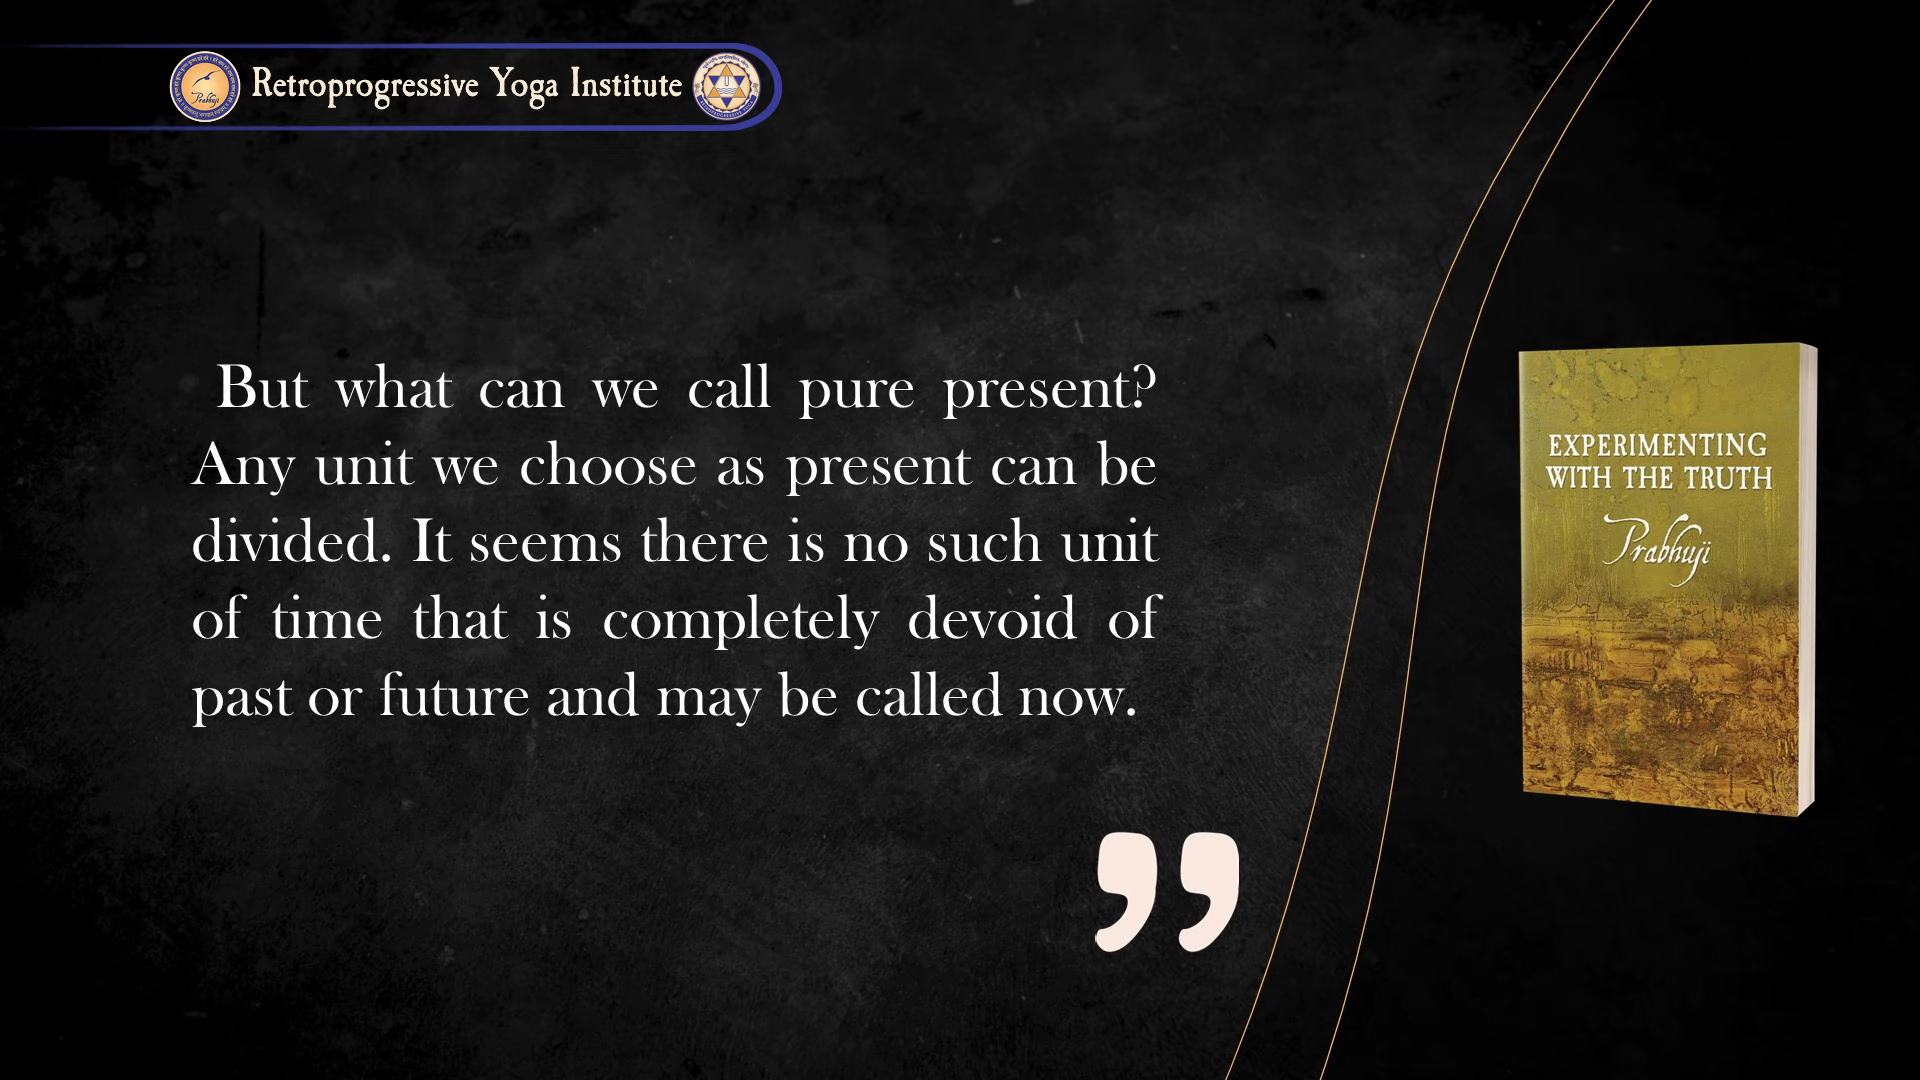 Prabhuji
Retroprogressive Yoga Institute
But what can we call pure present?
Any unit we choose as present can be
divided. It seems there is no such unit
of time that is completely devoid of
past or future and may be called now.
”
EXPERIMENTING
WITH THE TRUTH
Prabhuji